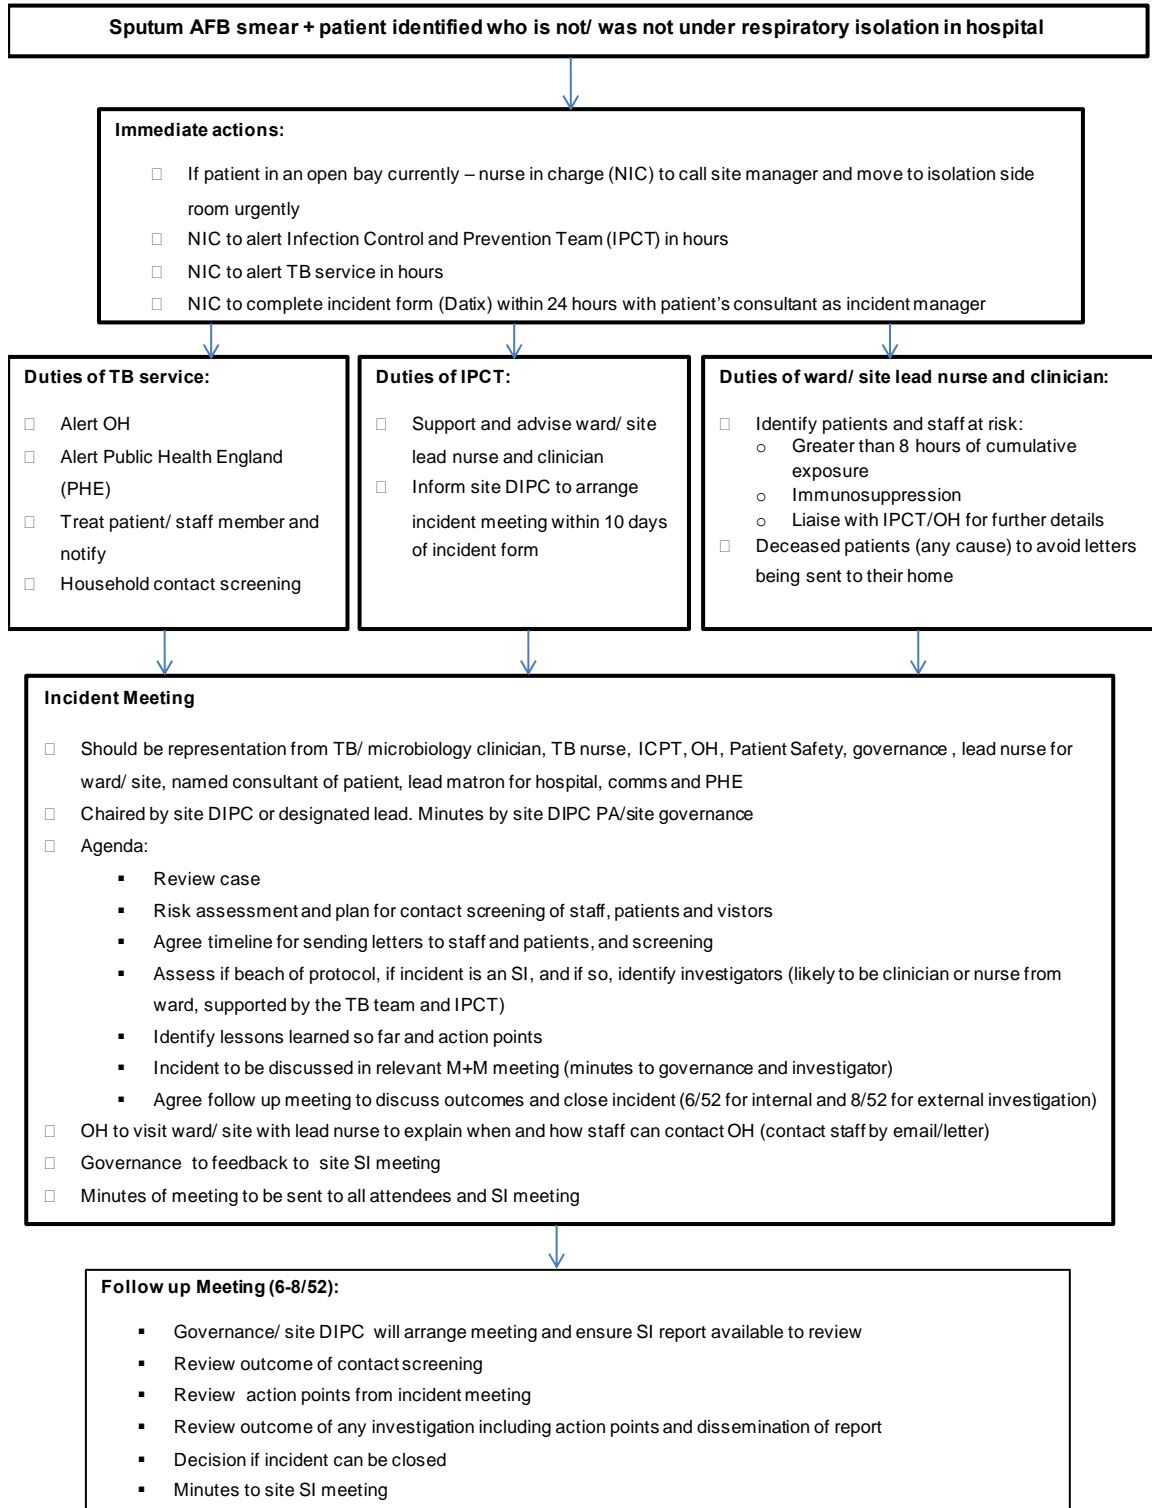 Sputum AFB smear + patient identified who is not/ was not under respiratory isolation in hospital
Immediate actions:
If patient in an open bay currently – nurse in charge (NIC) to call site manager and move to isolation side
room urgently
NIC to alert Infection Control and Prevention Team (IPCT) in hours
NIC to alert TB service in hours
NIC to complete incident form (Datix) within 24 hours with patient's consultant as incident manager
Duties of TB service:
Alert OH
Alert Public Health England
(PHE)
Treat patient/ staff member and
notify
Household contact screening
Duties of IPCT:
Support and advise ward/ site
lead nurse and clinician
Inform site DIPC to arrange
incident meeting within 10 days
of incident form
Duties of ward/ site lead nurse and clinician:
Identify patients and staff at risk:
o Greater than 8 hours of cumulative
exposure
o Immunosuppression
o Liaise with IPCT/OH for further details
Deceased patients (any cause) to avoid letters
being sent to their home
Incident Meeting
Should be representation from TB/ microbiology clinician, TB nurse, ICPT, OH, Patient Safety, governance , lead nurse for
ward/ site, named consultant of patient, lead matron for hospital, comms and PHE
Chaired by site DIPC or designated lead. Minutes by site DIPC PA/site governance
Agenda:
▪ Review case
▪ Risk assessment and plan for contact screening of staff, patients and vistors
▪ Agree timeline for sending letters to staff and patients, and screening
▪ Assess if beach of protocol, if incident is an SI, and if so, identify investigators (likely to be clinician or nurse from
ward, supported by the TB team and IPCT)
▪ Identify lessons learned so far and action points
▪ Incident to be discussed in relevant M+M meeting (minutes to governance and investigator)
▪ Agree follow up meeting to discuss outcomes and close incident (6/52 for internal and 8/52 for external investigation)
OH to visit ward/ site with lead nurse to explain when and how staff can contact OH (contact staff by email/letter)
Governance to feedback to site SI meeting
Minutes of meeting to be sent to all attendees and SI meeting
Follow up Meeting (6-8/52):
▪ Governance/ site DIPC will arrange meeting and ensure SI report available to review
▪ Review outcome of contact screening
▪ Review action points from incident meeting
▪ Review outcome of any investigation including action points and dissemination of report
▪ Decision if incident can be closed
▪ Minutes to site SI meeting